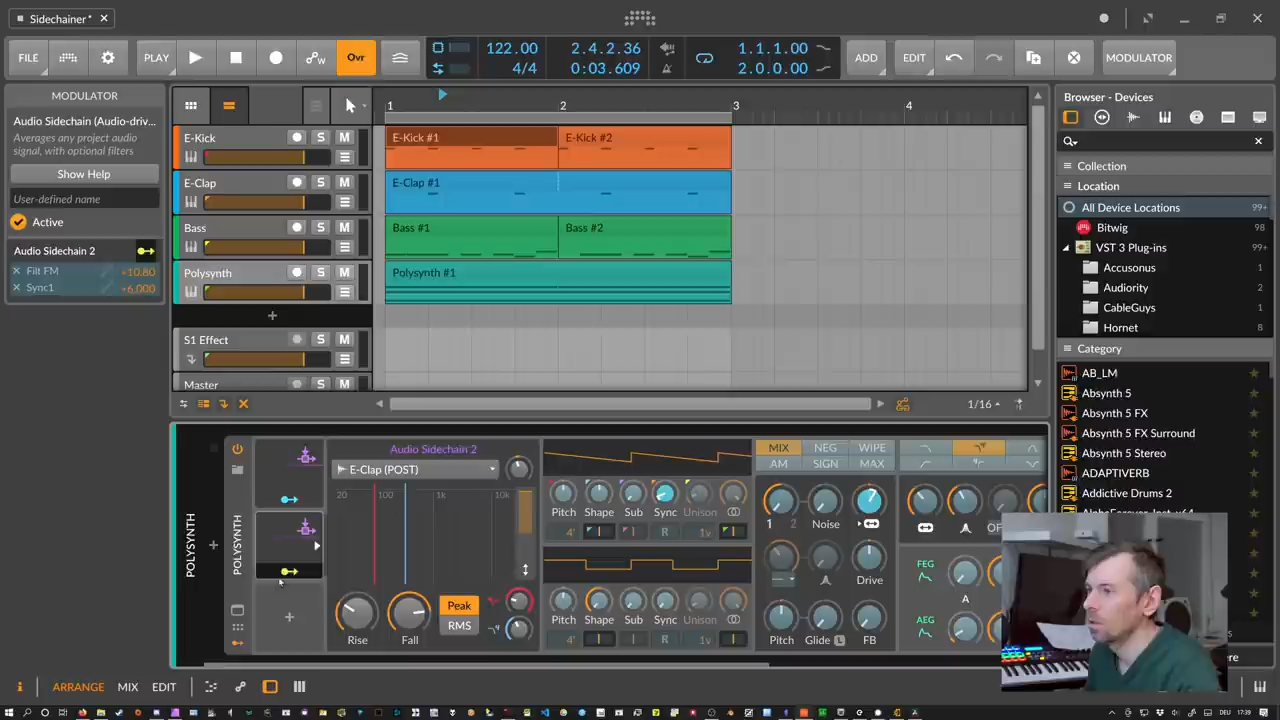 Sidechainer*
FILE
PLAY
Ovr
122.00
4/4
2.4.2.36
0:03.609
1.1.1.00
2.0.0.00
ADD
EDIT
MODULATOR
MODULATOR
Audio Sidechain (Audio-driv...
Averages any project audio
signal, with optional filters
Show Help
User-defined name
Active
Audio Sidechain 2
Filt FM +10.80
Sync1 +6,000
1 2 3 4
E-Kick S M
E-Kick #1
E-Kick #2
E-Clap S M
E-Clap #1
Bass S M
Bass #1
Bass #2
Polysynth S M
Polysynth #1
S1 Effect S M
Master S M
1/16
Browser - Devices
Collection
Location
All Device Locations 99+
Bitwig 98
VST 3 Plug-ins 99+
Accusonus
Audiority 2
CableGuys
Hornet 8
Category
AB_LM
Absynth 5
Absynth 5 FX
Absynth 5 FX Surround
Absynth 5 Stereo
ADAPTIVERB
Addictive Drums 2
POLYSYNTH
POLYSYNTH
Audio Sidechain 2
E-Clap (POST)
20 100 1k 10k
Rise
Fall
Peak
RMS
Pitch Shape Sub Sync Unison
4' R 1v
Pitch Shape Sub Sync Unison
4' R 1v
MIX NEG WIPE
AM SIGN MAX
1 2 Noise
Drive
Pitch Glide L FB
FEG
A
AEG
ARRANGE
MIX
EDIT
DEU 17:39